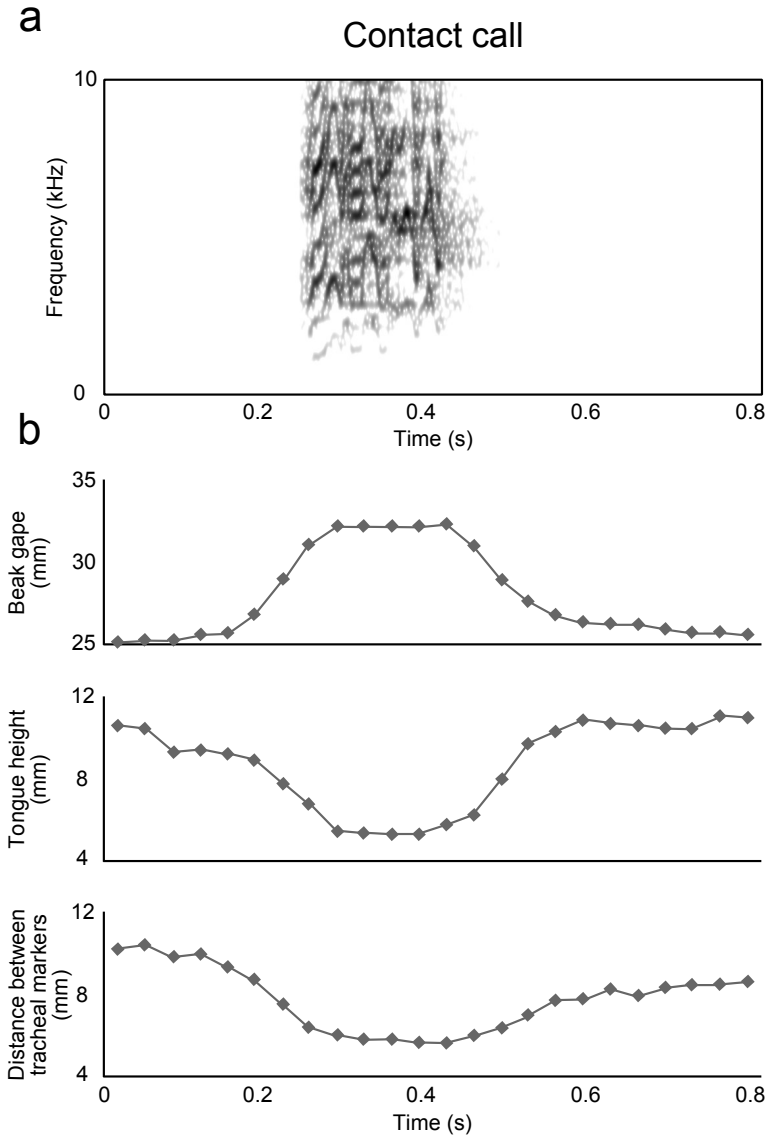 a
Contact call
10
Frequency (kHz)
0
0 0.2 0.4 0.6 0.8
Time (s)
b
35
Beak gape
(mm)
30
25
12
Tongue height
(mm)
8
4
12
Distance between
tracheal markers
(mm)
8
4
0 0.2 0.4 0.6 0.8
Time (s)